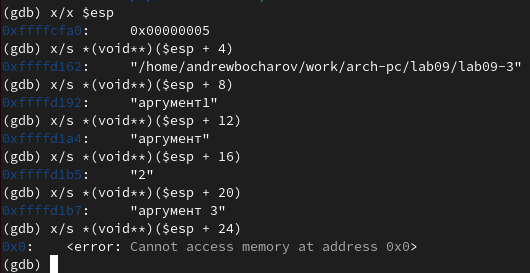 (gdb) x/x $esp
0xffffcfa0:     0x00000005
(gdb) x/s *(void**)($esp + 4)
0xffffd162:     "/home/andrewbocharov/work/arch-pc/lab09/lab09-3"
(gdb) x/s *(void**)($esp + 8)
0xffffd192:     "аргумент1"
(gdb) x/s *(void**)($esp + 12)
0xffffd1a4:     "аргумент"
(gdb) x/s *(void**)($esp + 16)
0xffffd1b5:     "2"
(gdb) x/s *(void**)($esp + 20)
0xffffd1b7:     "аргумент 3"
(gdb) x/s *(void**)($esp + 24)
0x0:    <error: Cannot access memory at address 0x0>
(gdb)